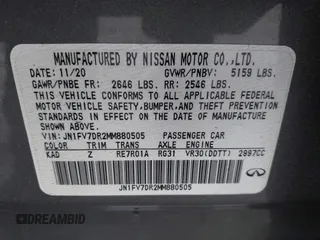 MANUFACTURED BY NISSAN MOTOR CO.,LTD.
DATE: 11/20 GVWR/PNBV: 5159 LBS.
GAWR/PNBE FR: 2646 LBS. RR: 2546 LBS.
THIS VEHICLE CONFORMS TO ALL APPLICABLE
FEDERAL MOTOR VEHICLE SAFETY, BUMPER, AND THEFT
PREVENTION STANDARDS IN EFFECT ON THE DATE OF
MANUFACTURE SHOWN ABOVE.
JN1FV7DR2MM880505 PASSENGER CAR
COLOR TRIM TRANS AXLE ENGINE
KAD Z RE7R01A RG31 VR30(DDTT) 2997CC
JN1FV7DR2MM880505
© DREAMBID AUCTION